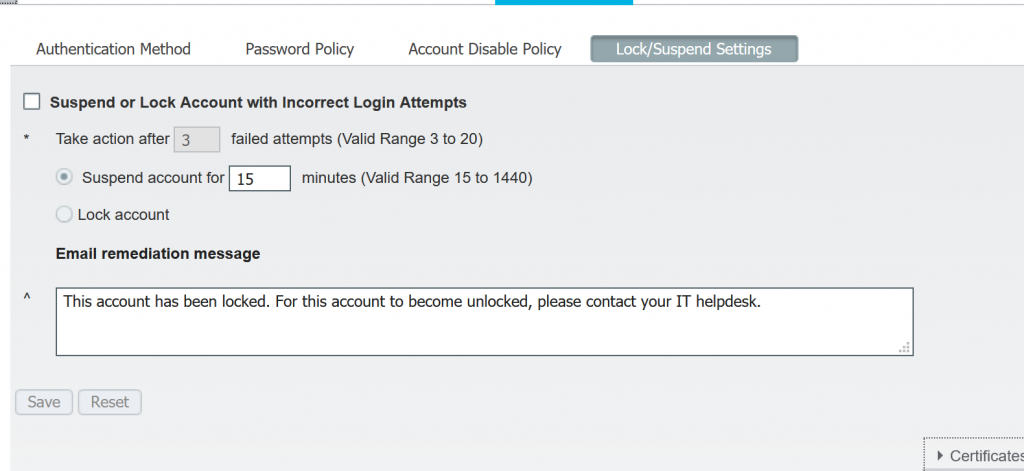 Authentication Method Password Policy Account Disable Policy Lock/Suspend Settings
Suspend or Lock Account with Incorrect Login Attempts
* Take action after 3 failed attempts (Valid Range 3 to 20)
Suspend account for 15 minutes (Valid Range 15 to 1440)
Lock account
Email remediation message
^ This account has been locked. For this account to become unlocked, please contact your IT helpdesk.
Save Reset
Certificates